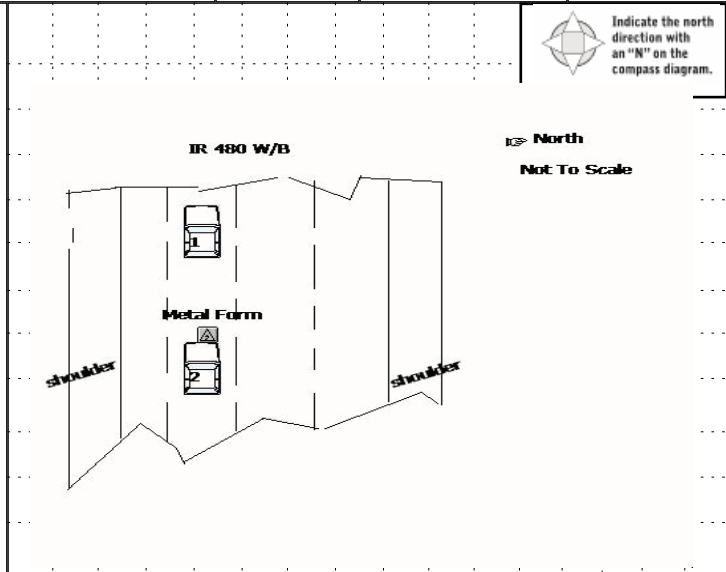 Indicate the north
direction with
an “N” on the
compass diagram.
IR 480 W/B
North
Not To Scale
1
Metal Form
2
shoulder
shoulder